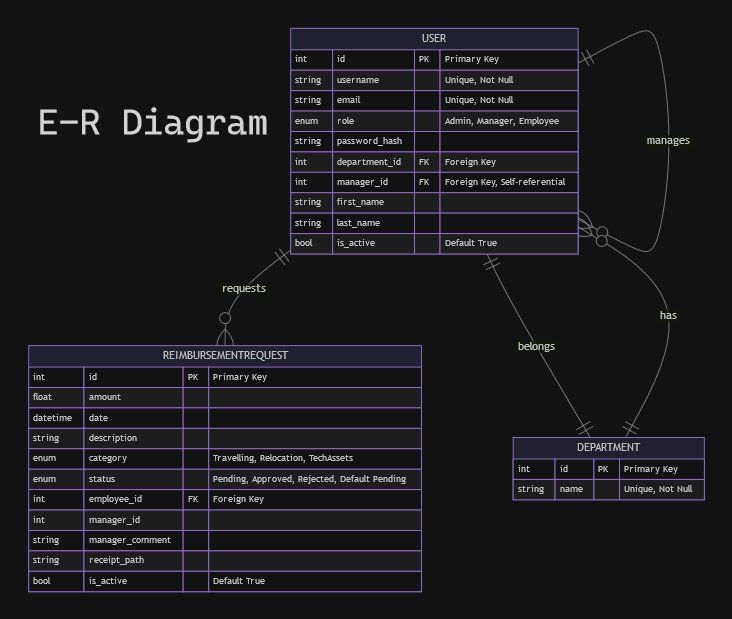 E-R Diagram
USER
int id PK Primary Key
string username Unique, Not Null
string email Unique, Not Null
enum role Admin, Manager, Employee
string password_hash
int department_id FK Foreign Key
int manager_id FK Foreign Key, Self-referential
string first_name
string last_name
bool is_active Default True
manages
requests
has
belongs
REIMBURSEMENTREQUEST
int id PK Primary Key
float amount
datetime date
string description
enum category Travelling, Relocation, TechAssets
enum status Pending, Approved, Rejected, Default Pending
int employee_id FK Foreign Key
int manager_id
string manager_comment
string receipt_path
bool is_active Default True
DEPARTMENT
int id PK Primary Key
string name Unique, Not Null